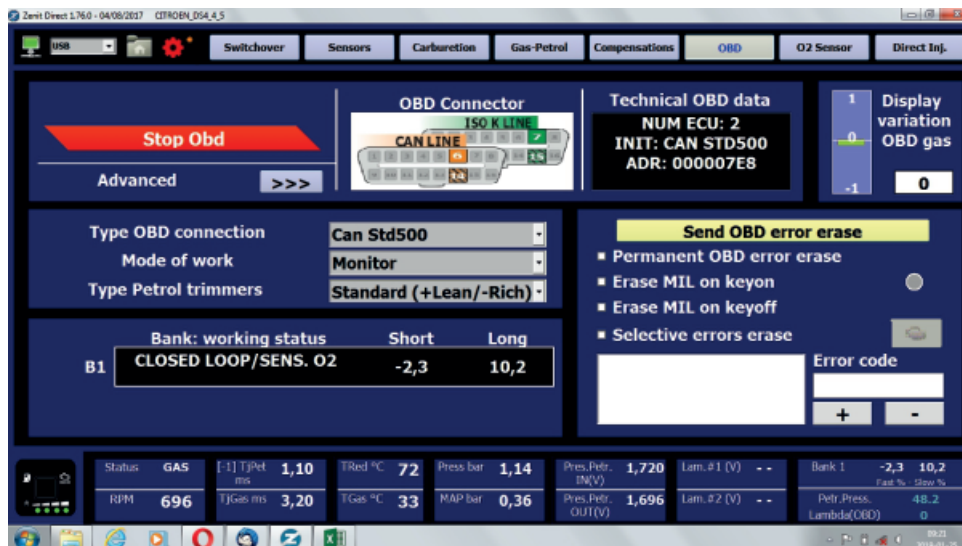 Zenit Direct 1.76.0 - 04/08/2017 CITROEN_DS4_4_5
USB
Switchover
Sensors
Carburetion
Gas-Petrol
Compensations
OBD
O2 Sensor
Direct Inj.
Stop Obd
Advanced
>>>
OBD Connector
ISO K LINE
CAN LINE
7
15
6
14
Technical OBD data
NUM ECU: 2
INIT: CAN STD500
ADR: 000007E8
1
0
-1
Display
variation
OBD gas
0
Type OBD connection Can Std500
Mode of work Monitor
Type Petrol trimmers Standard (+Lean/-Rich)
Bank: working status Short Long
B1 CLOSED LOOP/SENS. O2 -2,3 10,2
Send OBD error erase
Permanent OBD error erase
Erase MIL on keyon
Erase MIL on keyoff
Selective errors erase
Error code
+ -
Status GAS
RPM 696
[-1] TjPet ms 1,10
TjGas ms 3,20
TRed °C 72
TGas °C 33
Press bar 1,14
MAP bar 0,36
Pres.Petr. IN(V) 1,720
Pres.Petr. OUT(V) 1,696
Lam.#1 (V) - -
Lam.#2 (V) - -
Bank 1 -2,3 10,2
Fast % - Slow %
Petr.Press. 48.2
Lambda(OBD) 0
09:21